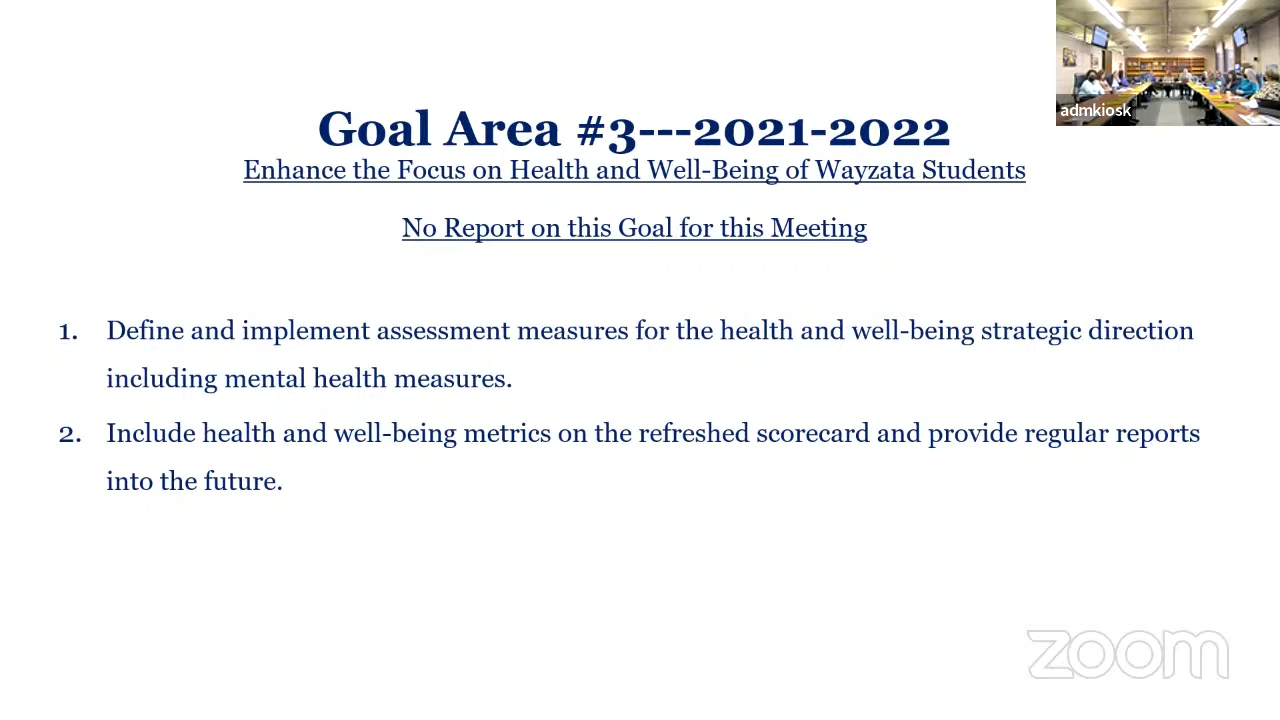 admkiosk
Goal Area #3---2021-2022
Enhance the Focus on Health and Well-Being of Wayzata Students
No Report on this Goal for this Meeting
1. Define and implement assessment measures for the health and well-being strategic direction
including mental health measures.
2. Include health and well-being metrics on the refreshed scorecard and provide regular reports
into the future.
zoom